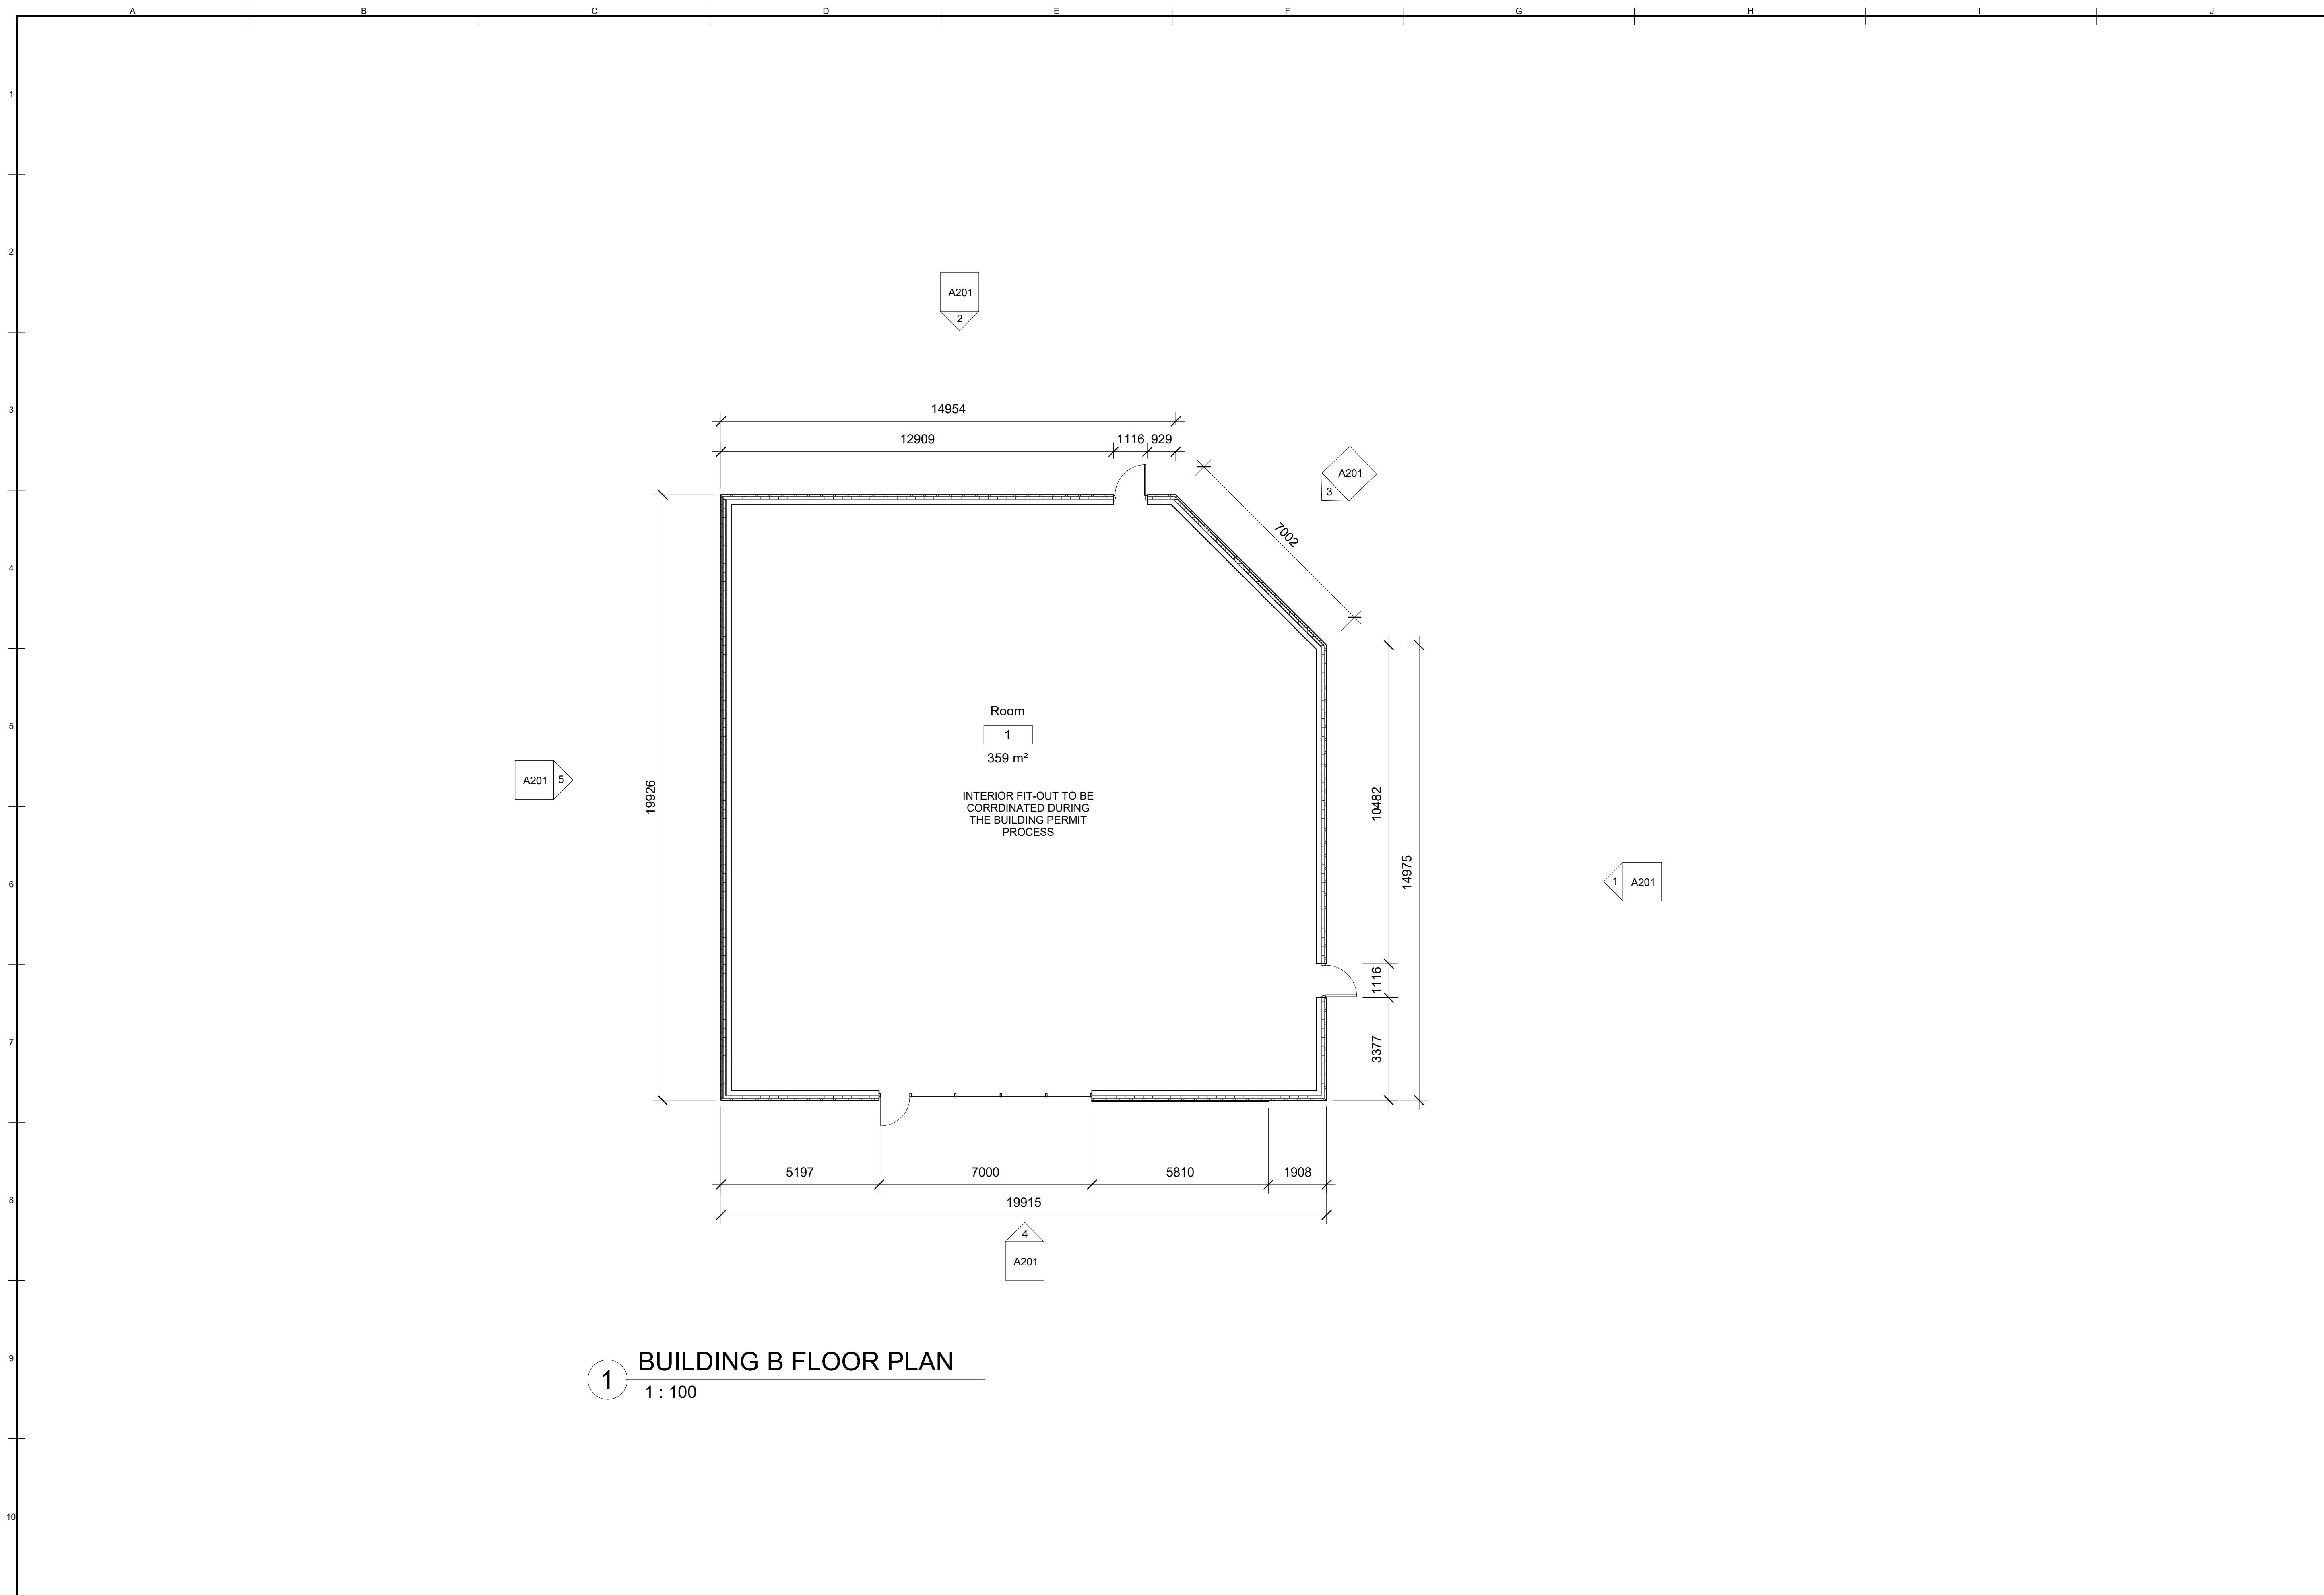 A B C D E F G H I J
1
2
A201
2
3
14954
12909 1116 929
A201
3
7002
4
Room
5
1
359 m²
A201 5
INTERIOR FIT-OUT TO BE
CORRDINATED DURING
THE BUILDING PERMIT
PROCESS
19926
10482
14975
6
1 A201
1116
7
3377
5197 7000 5810 1908
8
19915
4
A201
9
BUILDING B FLOOR PLAN
1
1 : 100
10